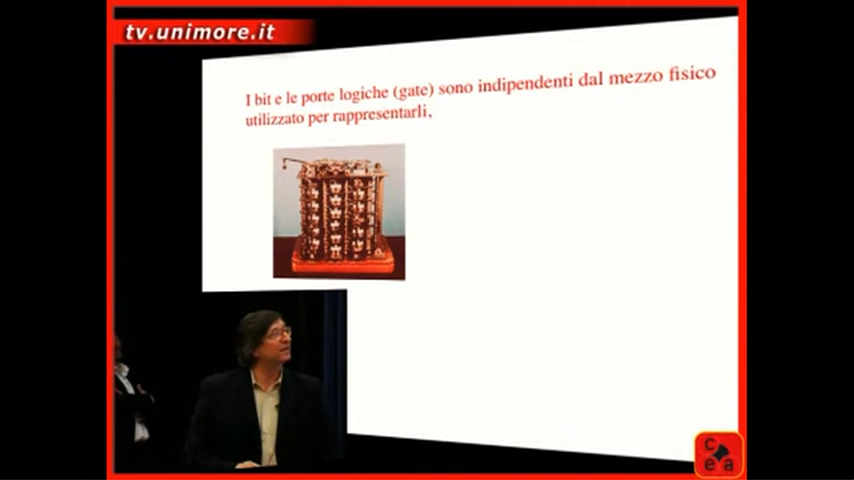 tv.unimore.it
I bit e le porte logiche (gate) sono indipendenti dal mezzo fisico
utilizzato per rappresentarli,
c
e a